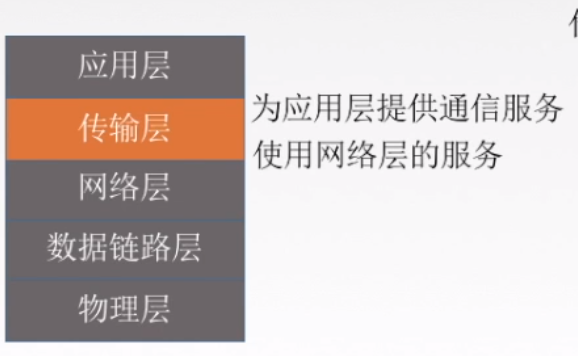 应用层
传输层
为应用层提供通信服务
使用网络层的服务
网络层
数据链路层
物理层